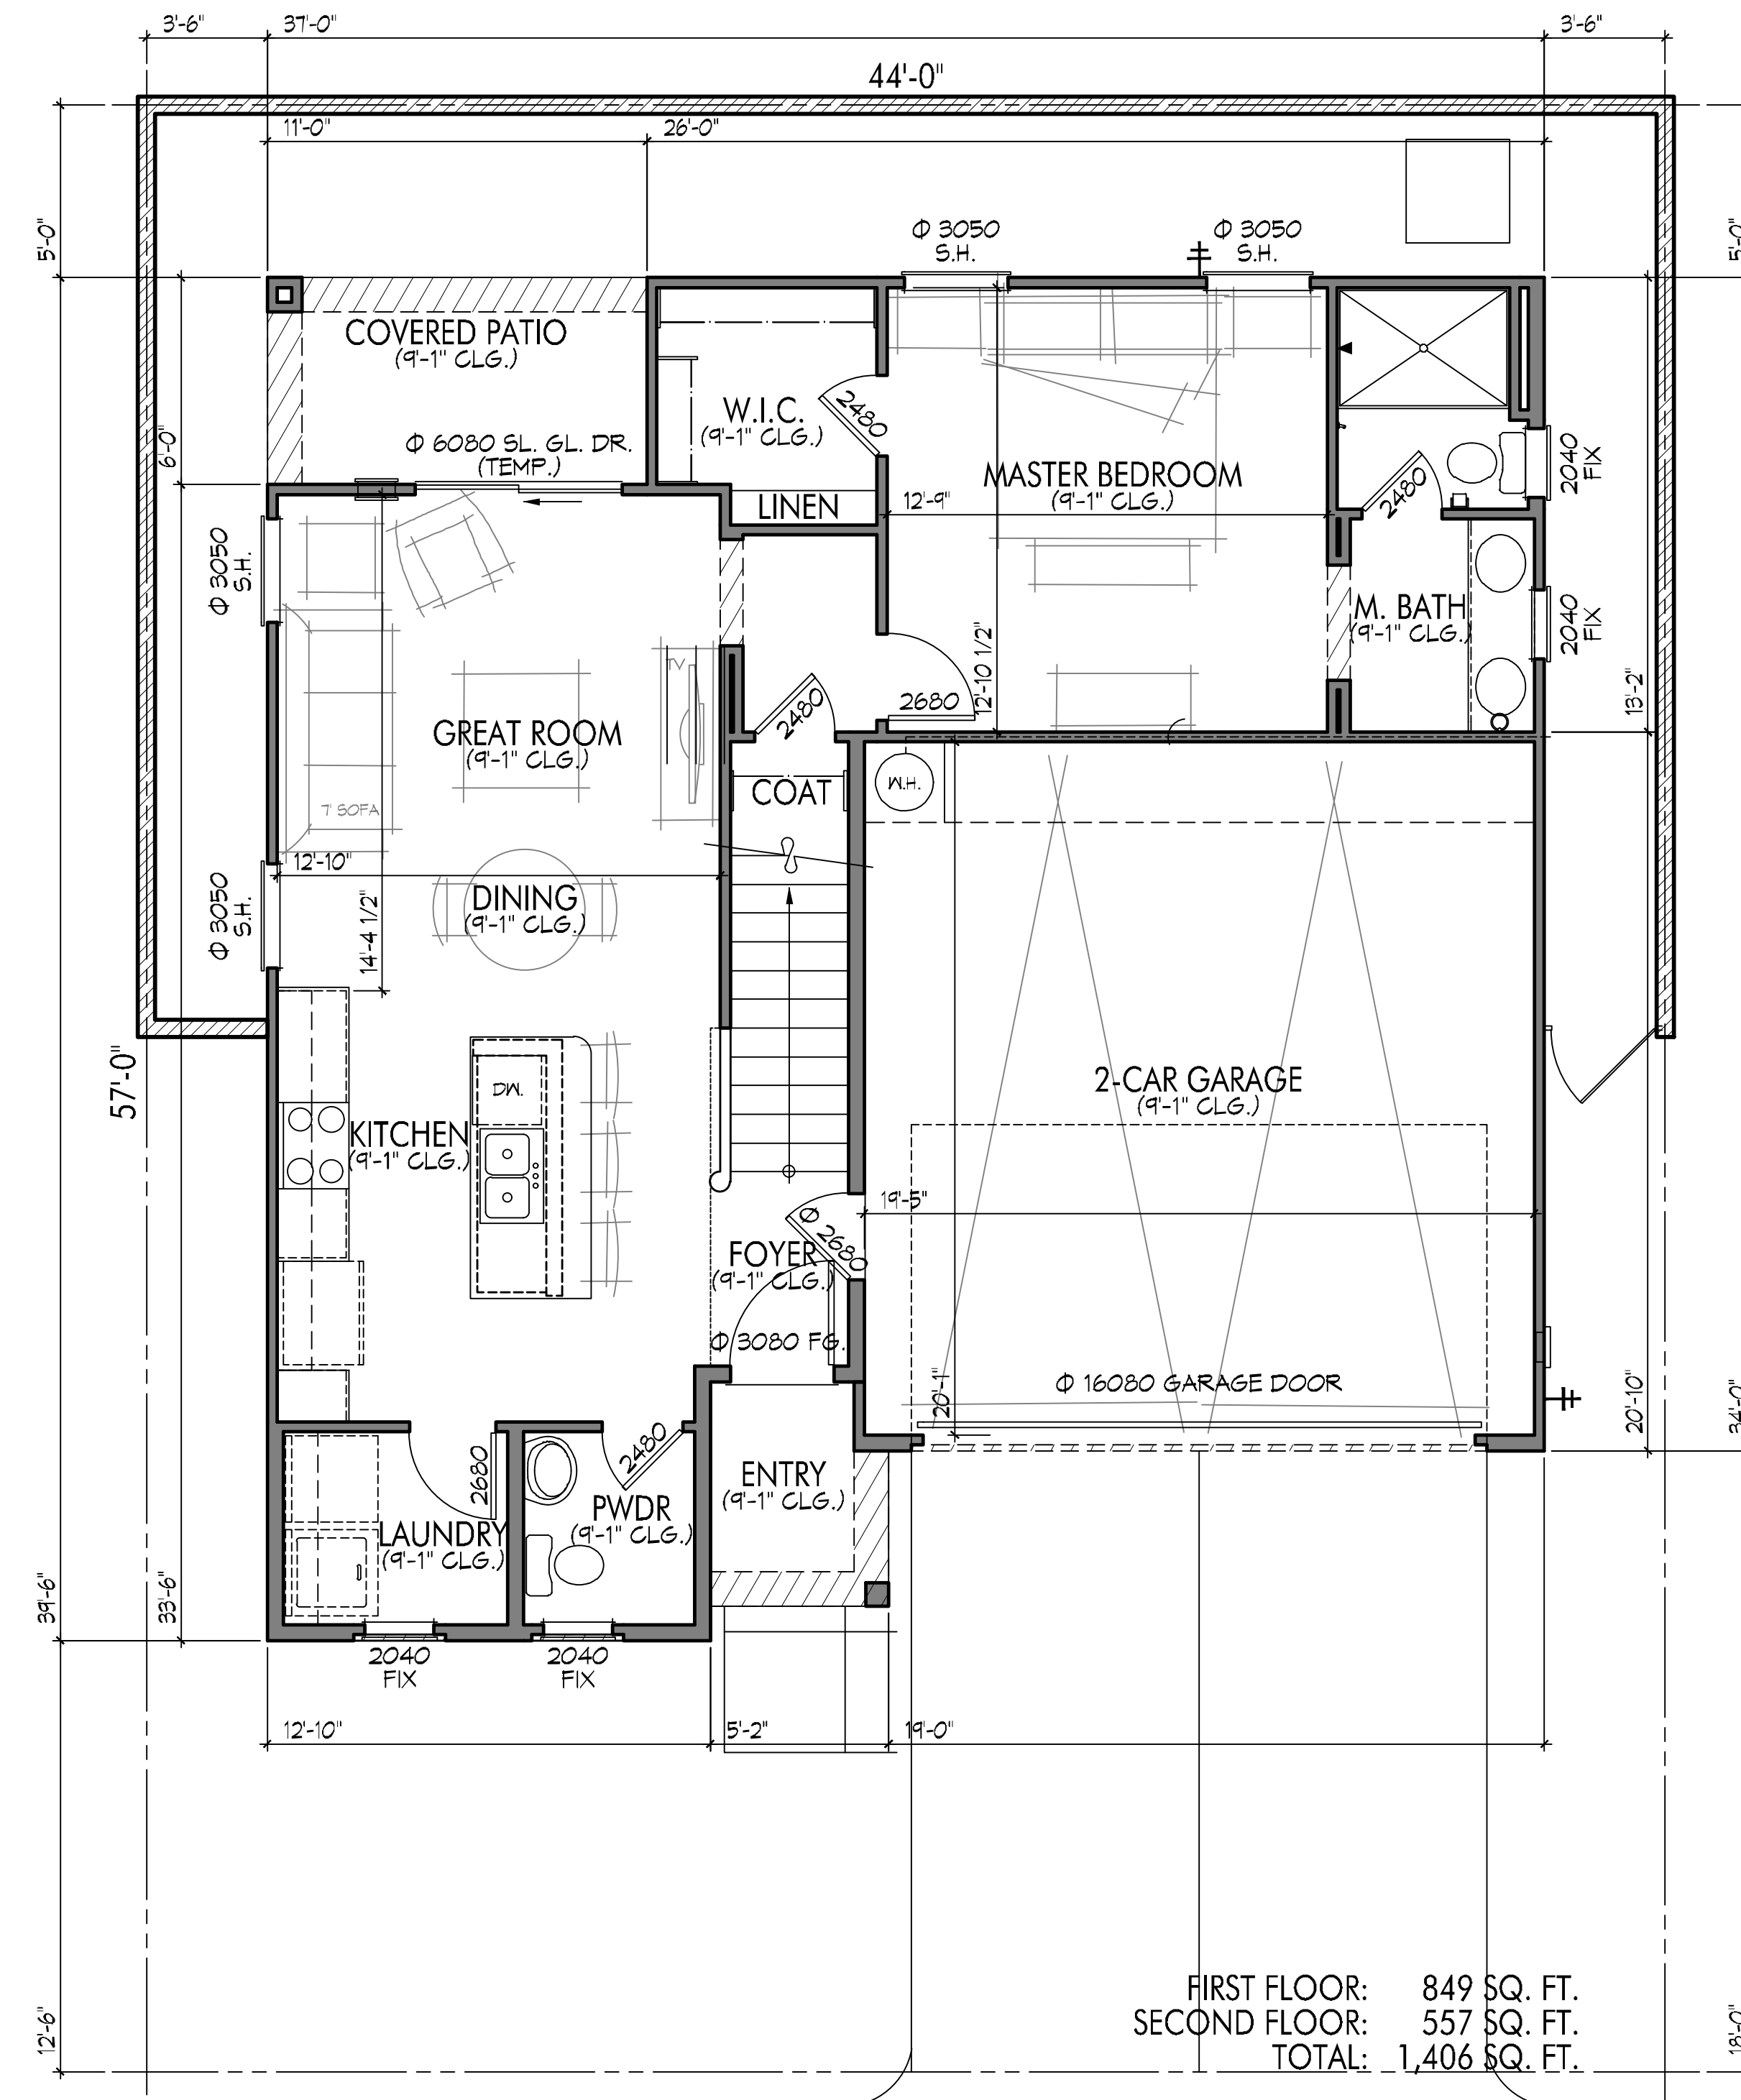 3'-6"
37'-0"
3'-6"
44'-0"
11'-0"
26'-0"
5'-0"
5'-0"
Φ 3050
S.H.
Φ 3050
S.H.
COVERED PATIO
(9'-1" CLG.)
6'-0"
W.I.C.
(9'-1" CLG.)
2480
Φ 6080 SL. GL. DR.
(TEMP.)
LINEN
MASTER BEDROOM
(9'-1" CLG.)
12'-9"
2480
2040
FIX
Φ 3050
S.H.
M. BATH
(9'-1" CLG.)
2040
FIX
12'-10 1/2"
13'-2"
TV
2680
2480
GREAT ROOM
(9'-1" CLG.)
COAT
W.H.
7' SOFA
12'-10"
DINING
(9'-1" CLG.)
Φ 3050
S.H.
14'-4 1/2"
57'-0"
DW.
2-CAR GARAGE
(9'-1" CLG.)
KITCHEN
(9'-1" CLG.)
19'-5"
Φ 2680
FOYER
(9'-1" CLG.)
Φ 3080 FG.
20'-1"
Φ 16080 GARAGE DOOR
20'-10"
34'-0"
2680
2480
ENTRY
(9'-1" CLG.)
PWDR
(9'-1" CLG.)
LAUNDRY
(9'-1" CLG.)
39'-6"
33'-6"
2040
FIX
2040
FIX
12'-10"
5'-2"
19'-0"
12'-6"
18'-0"
FIRST FLOOR: 849 SQ. FT.
SECOND FLOOR: 557 SQ. FT.
TOTAL: 1,406 SQ. FT.